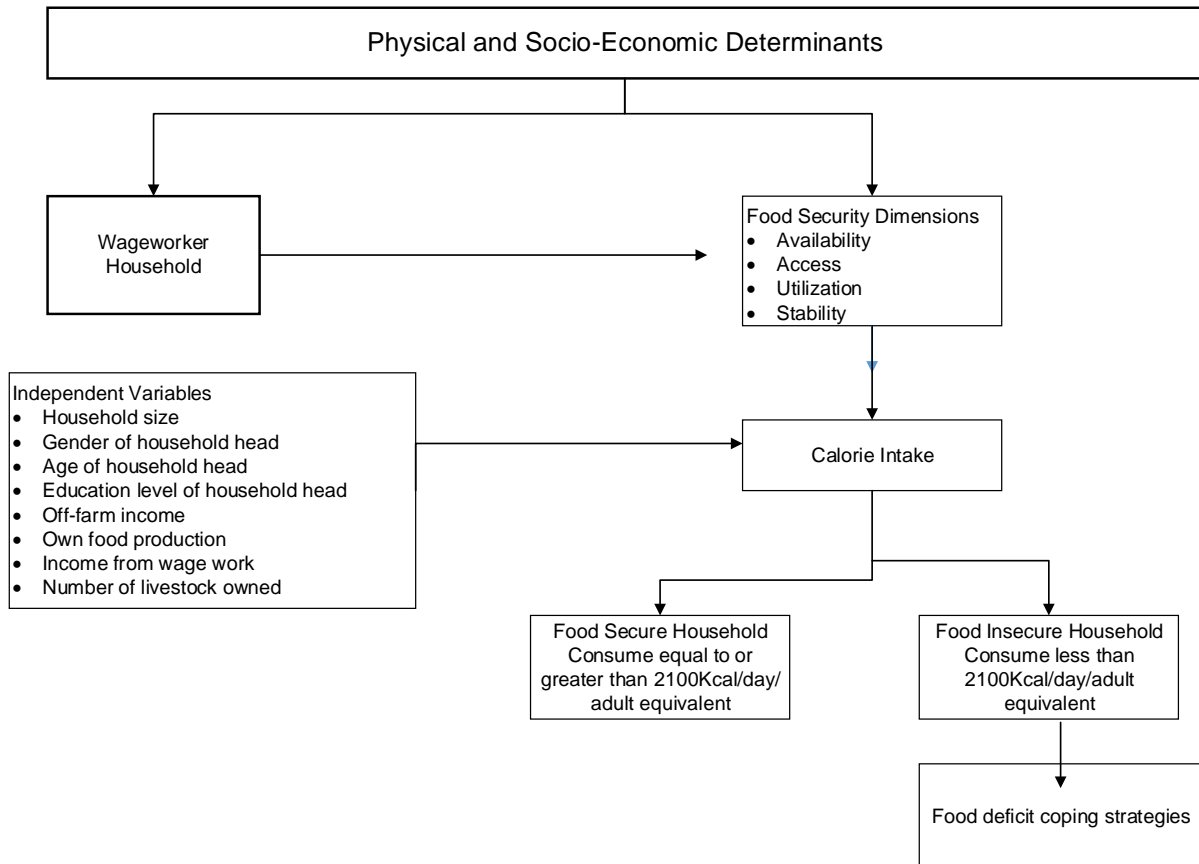 Physical and Socio-Economic Determinants
Wageworker
Household
Food Security Dimensions
• Availability
• Access
• Utilization
• Stability
Independent Variables
• Household size
• Gender of household head
• Age of household head
• Education level of household head
• Off-farm income
• Own food production
• Income from wage work
• Number of livestock owned
Calorie Intake
Food Secure Household
Consume equal to or
greater than 2100Kcal/day/
adult equivalent
Food Insecure Household
Consume less than
2100Kcal/day/adult
equivalent
Food deficit coping strategies